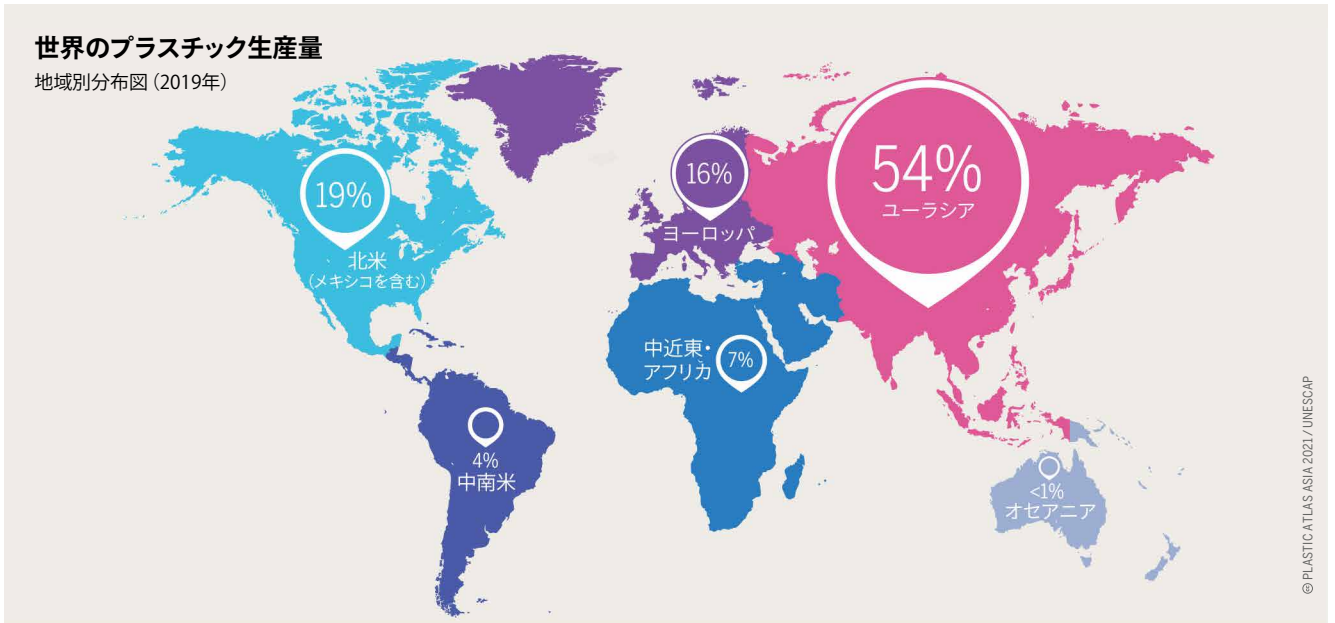 世界のプラスチック生産量
地域別分布図（2019年）
19%
北米
（メキシコを含む）
16%
ヨーロッパ
54%
ユーラシア
中近東・
アフリカ
7%
4%
中南米
<1%
オセアニア
© PLASTIC ATLAS ASIA 2021 / UNESCAP